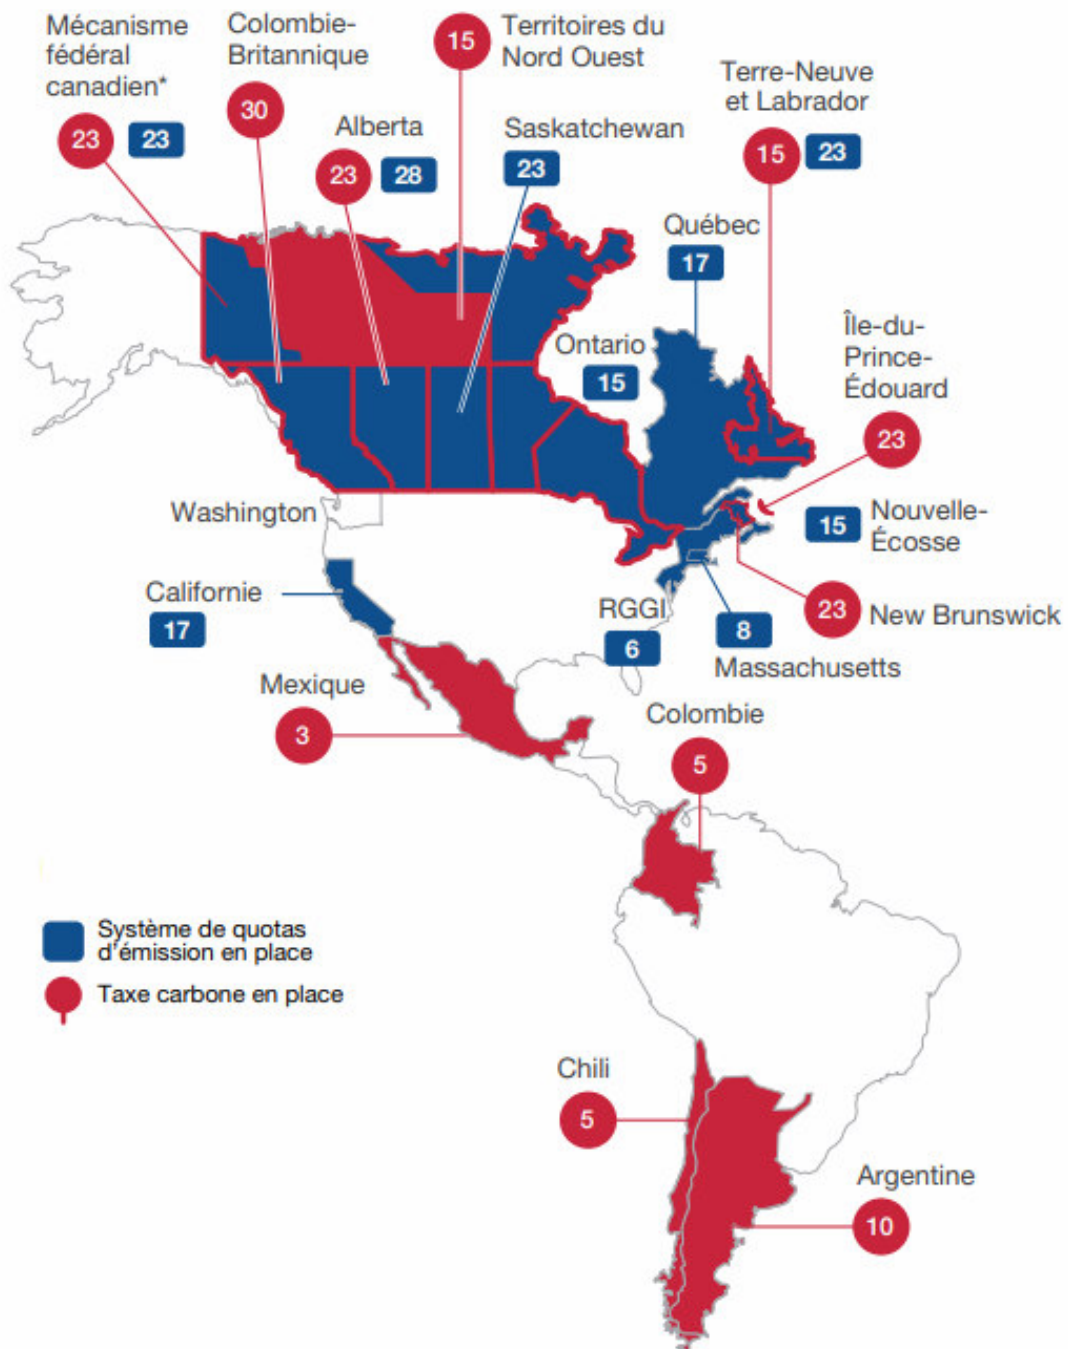 Mécanisme
fédéral
canadien*
23
23
Colombie-
Britannique
30
15
Territoires du
Nord Ouest
Alberta
23
28
Saskatchewan
23
Terre-Neuve
et Labrador
15
23
Québec
17
Ontario
15
Île-du-
Prince-
Édouard
23
Washington
15
Nouvelle-
Écosse
Californie
17
RGGI
6
8
Massachusetts
23
New Brunswick
Mexique
3
Colombie
5
Système de quotas
d'émission en place
Taxe carbone en place
Chili
5
Argentine
10